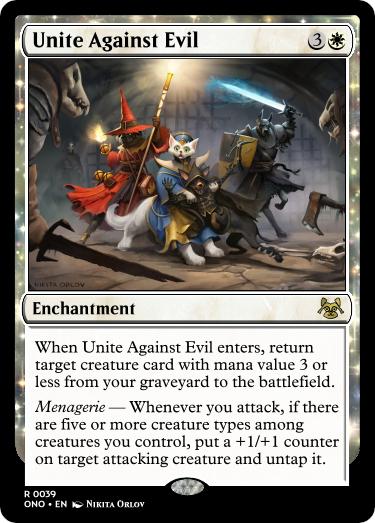 Unite Against Evil 3
NIKITA ORLOV
Enchantment
When Unite Against Evil enters, return
target creature card with mana value 3 or
less from your graveyard to the battlefield.
Menagerie — Whenever you attack, if there
are five or more creature types among
creatures you control, put a +1/+1 counter
on target attacking creature and untap it.
R 0039
ONO • EN Nikita Orlov